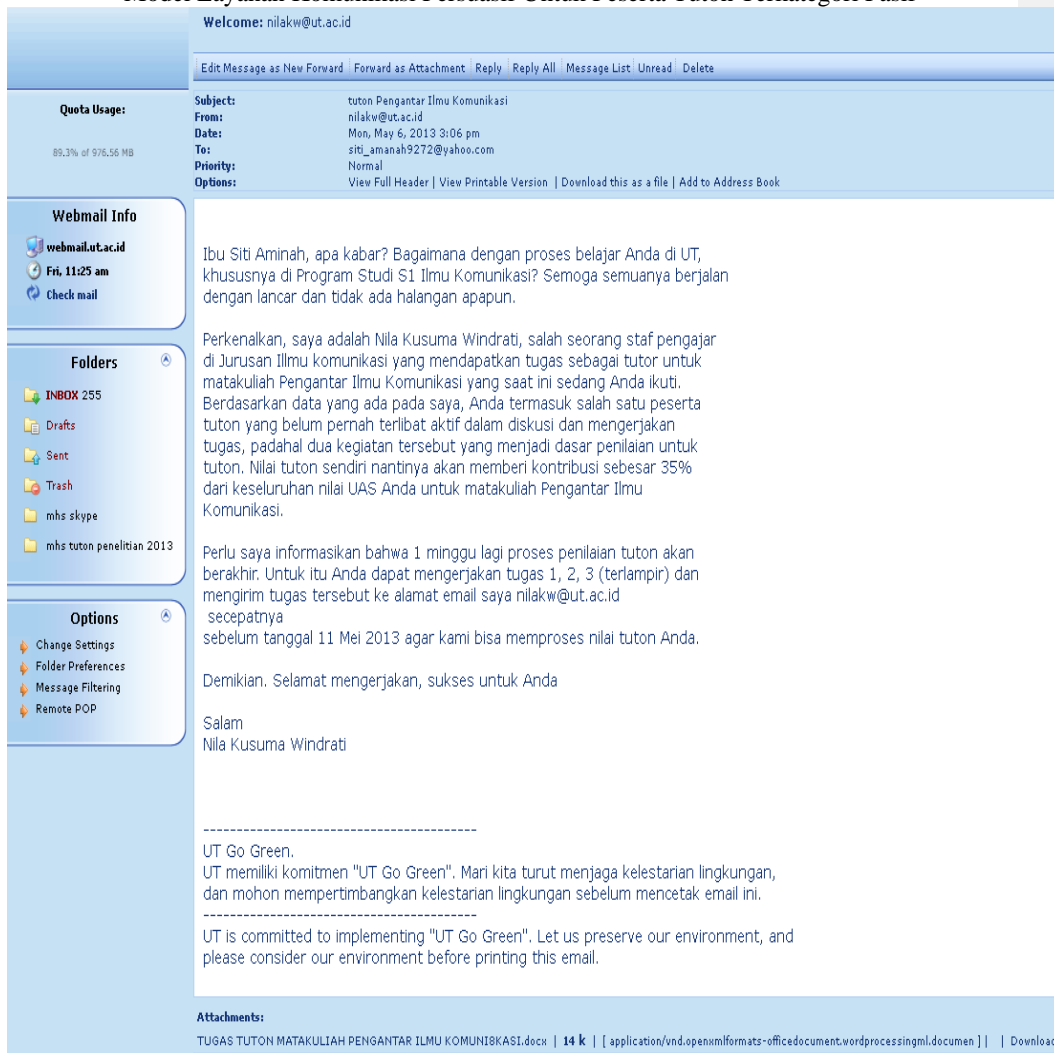 Model Layanan Komunikasi Persuasif Untuk Peserta Tuton Terkategori Pasif
Welcome: nilakw@ut.ac.id
Edit Message as New Forward | Forward as Attachment | Reply | Reply All | Message List | Unread | Delete
Quota Usage:
89.3% of 976.56 MB
Subject: tuton Pengantar Ilmu Komunikasi
From: nilakw@ut.ac.id
Date: Mon, May 6, 2013 3:06 pm
To: siti_amanah9272@yahoo.com
Priority: Normal
Options: View Full Header | View Printable Version | Download this as a file | Add to Address Book
Webmail Info
webmail.ut.ac.id
Fri, 11:25 am
Check mail
Folders
INBOX 255
Drafts
Sent
Trash
mhs skype
mhs tuton penelitian 2013
Options
Change Settings
Folder Preferences
Message Filtering
Remote POP
Ibu Siti Aminah, apa kabar? Bagaimana dengan proses belajar Anda di UT,
khususnya di Program Studi S1 Ilmu Komunikasi? Semoga semuanya berjalan
dengan lancar dan tidak ada halangan apapun.
Perkenalkan, saya adalah Nila Kusuma Windrati, salah seorang staf pengajar
di Jurusan Illmu komunikasi yang mendapatkan tugas sebagai tutor untuk
matakuliah Pengantar Ilmu Komunikasi yang saat ini sedang Anda ikuti.
Berdasarkan data yang ada pada saya, Anda termasuk salah satu peserta
tuton yang belum pernah terlibat aktif dalam diskusi dan mengerjakan
tugas, padahal dua kegiatan tersebut yang menjadi dasar penilaian untuk
tuton. Nilai tuton sendiri nantinya akan memberi kontribusi sebesar 35%
dari keseluruhan nilai UAS Anda untuk matakuliah Pengantar Ilmu
Komunikasi.
Perlu saya informasikan bahwa 1 minggu lagi proses penilaian tuton akan
berakhir. Untuk itu Anda dapat mengerjakan tugas 1, 2, 3 (terlampir) dan
mengirim tugas tersebut ke alamat email saya nilakw@ut.ac.id
secepatnya
sebelum tanggal 11 Mei 2013 agar kami bisa memproses nilai tuton Anda.
Demikian. Selamat mengerjakan, sukses untuk Anda
Salam
Nila Kusuma Windrati
-----------------------------------------
UT Go Green.
UT memiliki komitmen "UT Go Green". Mari kita turut menjaga kelestarian lingkungan,
dan mohon mempertimbangkan kelestarian lingkungan sebelum mencetak email ini.
-----------------------------------------
UT is committed to implementing "UT Go Green". Let us preserve our environment, and
please consider our environment before printing this email.
Attachments:
TUGAS TUTON MATAKULIAH PENGANTAR ILMU KOMUNI8KASI.docx | 14 k | [ application/vnd.openxmlformats-officedocument.wordprocessingml.documen ] | | Download